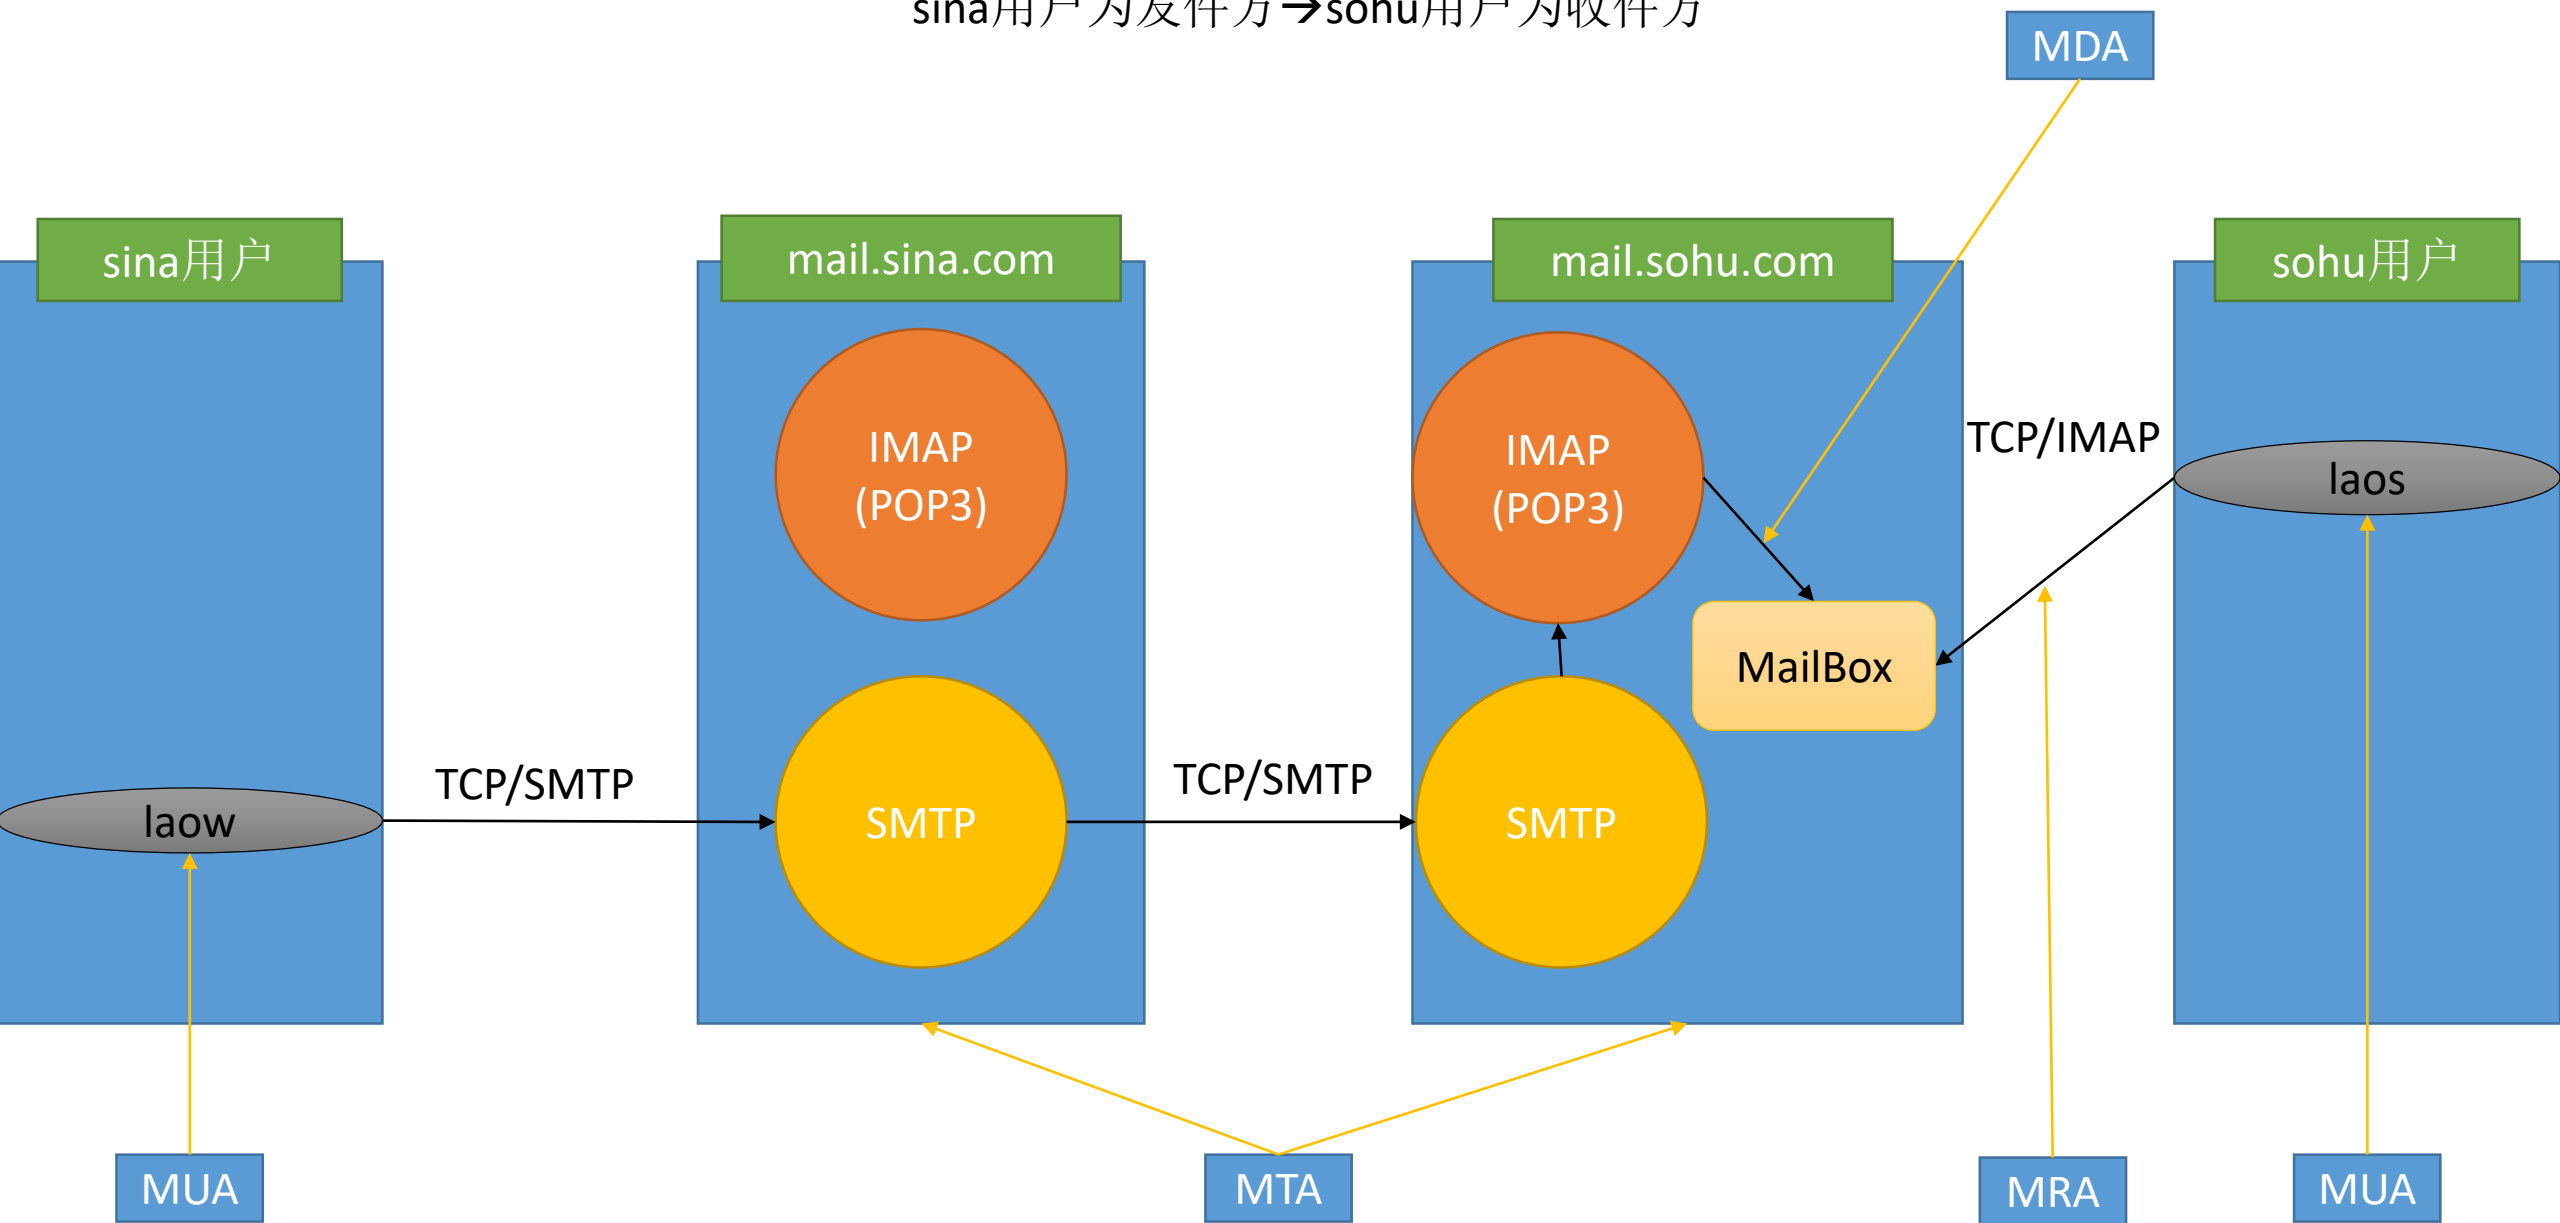 sina用户为发件方→sohu用户为收件方
MDA
sina用户
mail.sina.com
mail.sohu.com
sohu用户
IMAP
(POP3)
IMAP
(POP3)
TCP/IMAP
laos
MailBox
TCP/SMTP
TCP/SMTP
laow
SMTP
SMTP
MUA
MTA
MRA
MUA